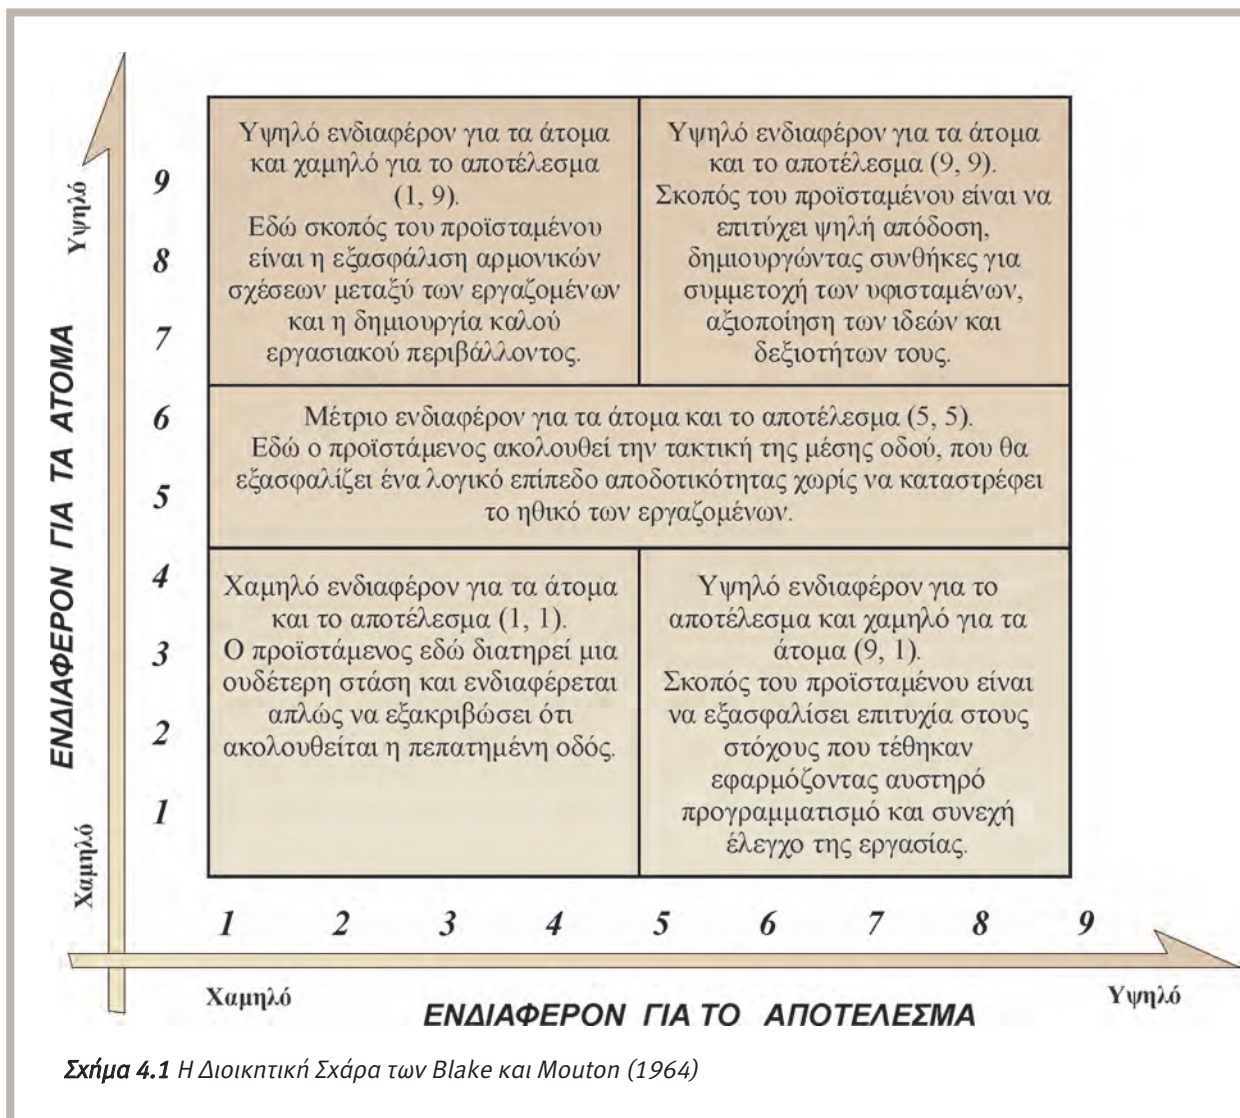 Υψηλό
ΕΝΔΙΑΦΕΡΟΝ ΓΙΑ ΤΑ ΑΤΟΜΑ
Χαμηλό
9
8
7
6
5
4
3
2
1
Υψηλό ενδιαφέρον για τα άτομα
και χαμηλό για το αποτέλεσμα
(1, 9).
Εδώ σκοπός του προϊσταμένου
είναι η εξασφάλιση αρμονικών
σχέσεων μεταξύ των εργαζομένων
και η δημιουργία καλού
εργασιακού περιβάλλοντος.
Υψηλό ενδιαφέρον για τα άτομα
και το αποτέλεσμα (9, 9).
Σκοπός του προϊσταμένου είναι να
επιτύχει ψηλή απόδοση,
δημιουργώντας συνθήκες για
συμμετοχή των υφισταμένων,
αξιοποίηση των ιδεών και
δεξιοτήτων τους.
Μέτριο ενδιαφέρον για τα άτομα και το αποτέλεσμα (5, 5).
Εδώ ο προϊστάμενος ακολουθεί την τακτική της μέσης οδού, που θα
εξασφαλίζει ένα λογικό επίπεδο αποδοτικότητας χωρίς να καταστρέφει
το ηθικό των εργαζομένων.
Χαμηλό ενδιαφέρον για τα άτομα
και το αποτέλεσμα (1, 1).
Ο προϊστάμενος εδώ διατηρεί μια
ουδέτερη στάση και ενδιαφέρεται
απλώς να εξακριβώσει ότι
ακολουθείται η πεπατημένη οδός.
Υψηλό ενδιαφέρον για το
αποτέλεσμα και χαμηλό για τα
άτομα (9, 1).
Σκοπός του προϊσταμένου είναι
να εξασφαλίσει επιτυχία στους
στόχους που τέθηκαν
εφαρμόζοντας αυστηρό
προγραμματισμό και συνεχή
έλεγχο της εργασίας.
1 2 3 4 5 6 7 8 9
Χαμηλό Υψηλό
ΕΝΔΙΑΦΕΡΟΝ ΓΙΑ ΤΟ ΑΠΟΤΕΛΕΣΜΑ
Σχήμα 4.1 Η Διοικητική Σχάρα των Blake και Mouton (1964)